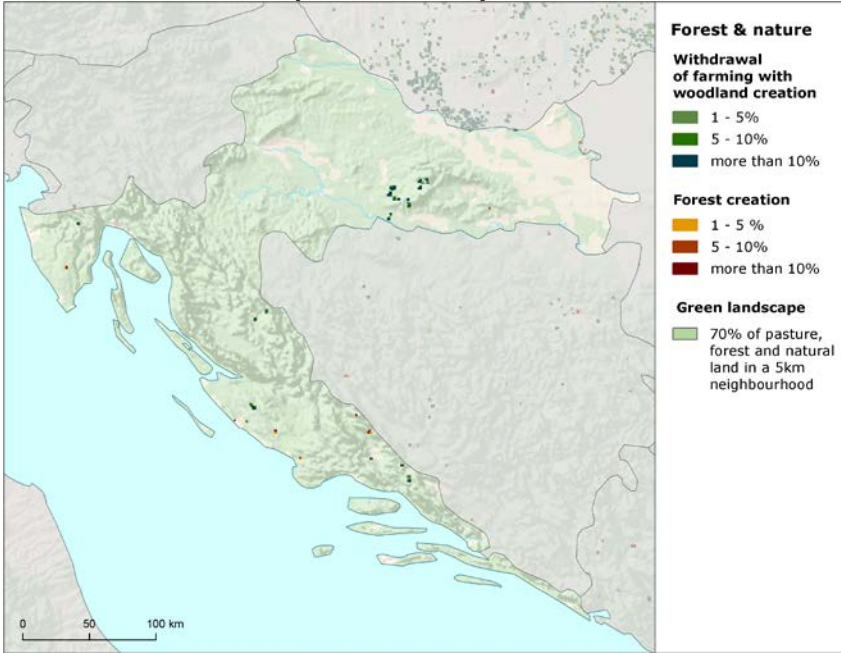 Forest & nature
Withdrawal
of farming with
woodland creation
1 - 5%
5 - 10%
more than 10%
Forest creation
1 - 5 %
5 - 10%
more than 10%
Green landscape
70% of pasture,
forest and natural
land in a 5km
neighbourhood
0 50 100 km